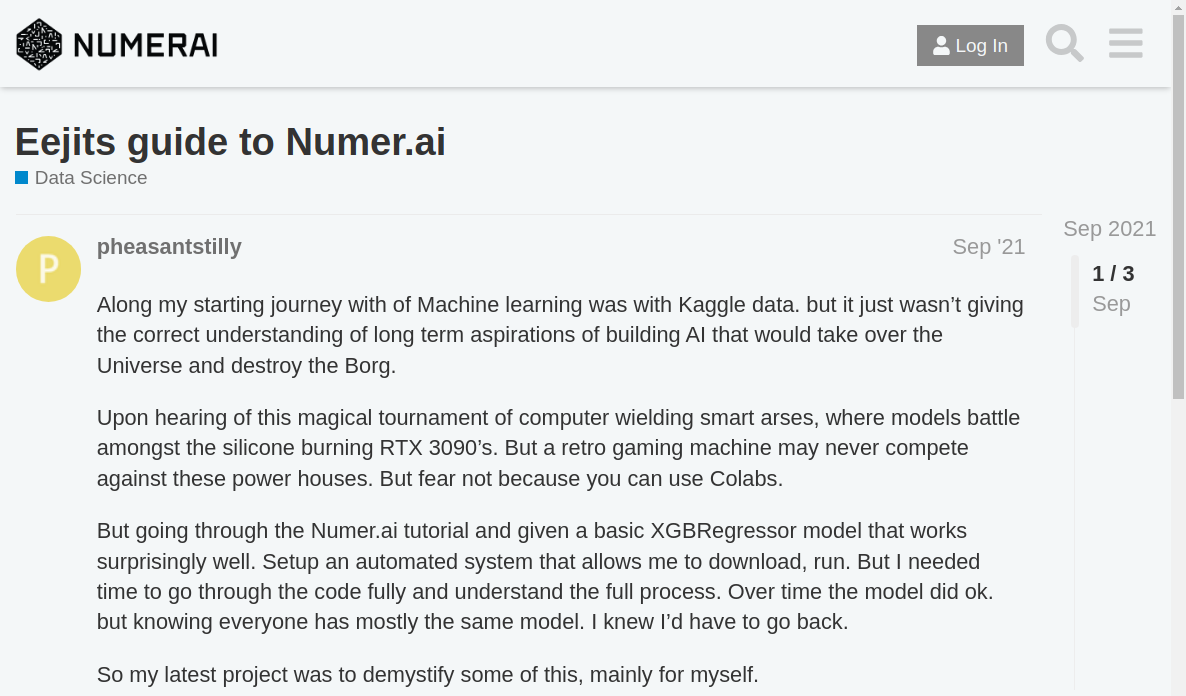 NUMERAI
Log In
Eejits guide to Numer.ai
Data Science
Sep 2021
P
pheasantstilly
Sep '21
1 / 3
Sep
Along my starting journey with of Machine learning was with Kaggle data. but it just wasn’t giving
the correct understanding of long term aspirations of building AI that would take over the
Universe and destroy the Borg.
Upon hearing of this magical tournament of computer wielding smart arses, where models battle
amongst the silicone burning RTX 3090’s. But a retro gaming machine may never compete
against these power houses. But fear not because you can use Colabs.
But going through the Numer.ai tutorial and given a basic XGBRegressor model that works
surprisingly well. Setup an automated system that allows me to download, run. But I needed
time to go through the code fully and understand the full process. Over time the model did ok.
but knowing everyone has mostly the same model. I knew I’d have to go back.
So my latest project was to demystify some of this, mainly for myself.